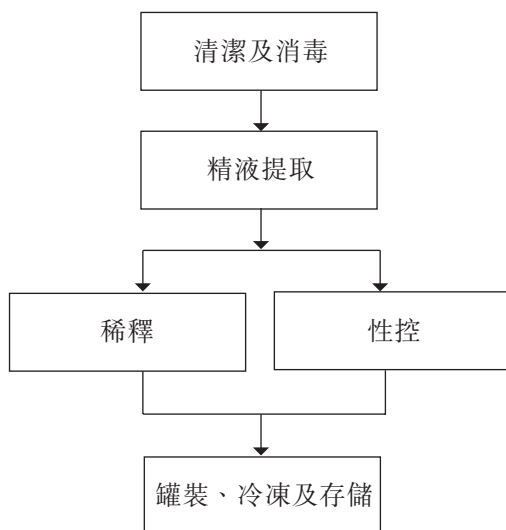 清潔及消毒
精液提取
稀釋
性控
罐裝、冷凍及存儲